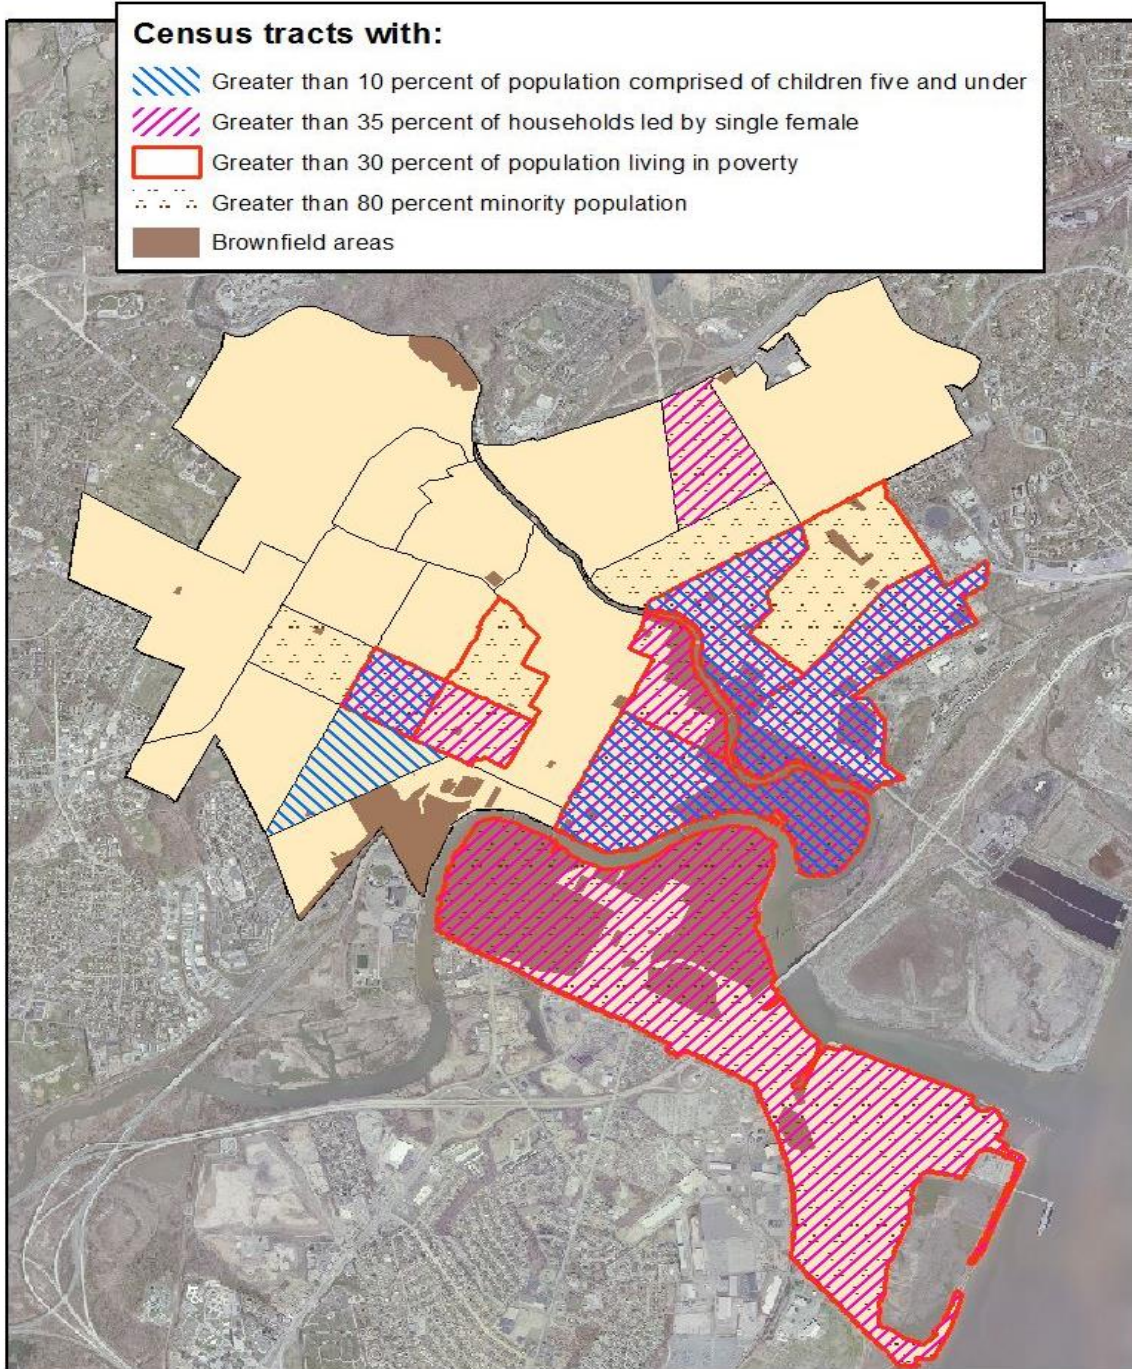 Census tracts with:
Greater than 10 percent of population comprised of children five and under
Greater than 35 percent of households led by single female
Greater than 30 percent of population living in poverty
Greater than 80 percent minority population
Brownfield areas